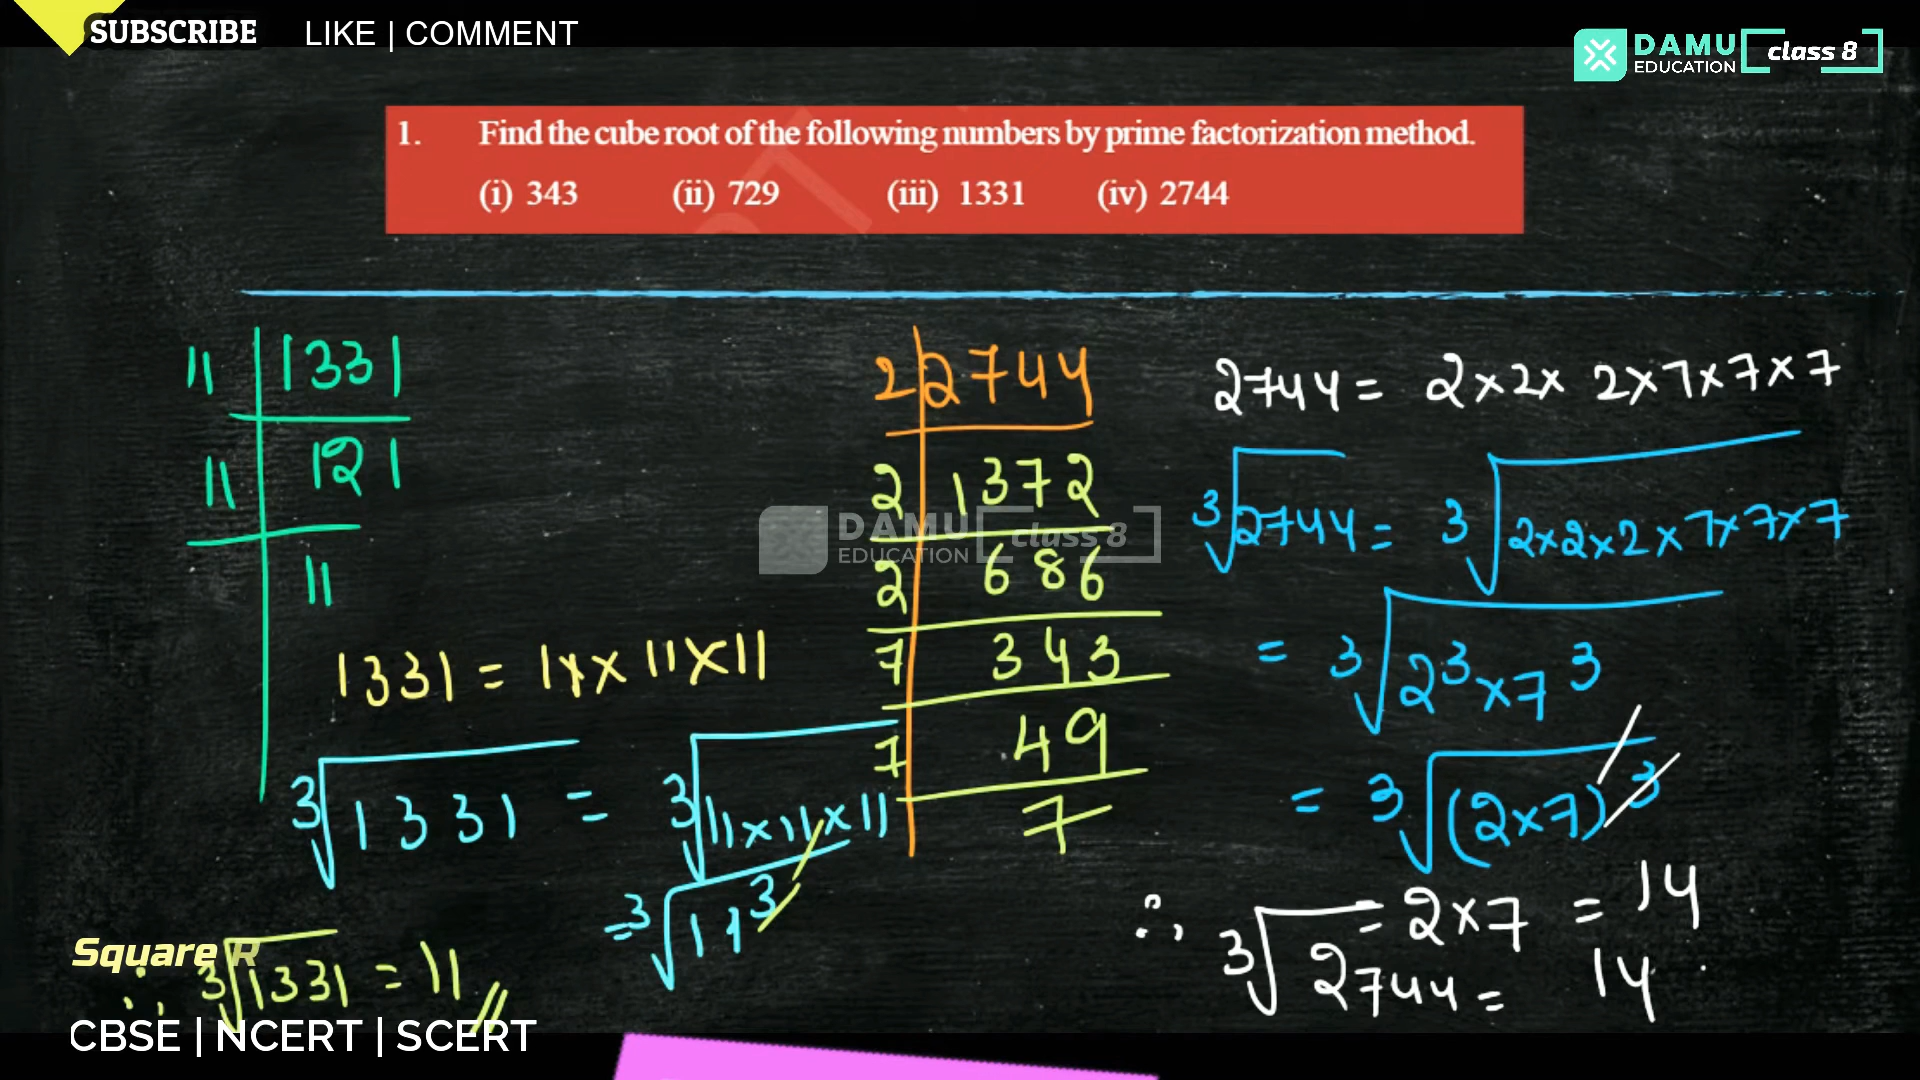 SUBSCRIBE LIKE | COMMENT
DAMU EDUCATION class 8
1. Find the cube root of the following numbers by prime factorization method.
(i) 343 (ii) 729 (iii) 1331 (iv) 2744
11 | 1331
11 | 121
11
1331 = 11 × 11 × 11
∛1331 = ∛11×11×11
= ∛11³
∴ ∛1331 = 11 //
2 | 2744
2 | 1372
2 | 686
7 | 343
7 | 49
7
DAMU EDUCATION class 8
2744 = 2×2× 2×7×7×7
∛2744 = ∛2×2×2×7×7×7
= ∛2³×7³
= ∛(2×7)³
= 2×7 = 14
∴ ∛2744 = 14
Square R
CBSE | NCERT | SCERT